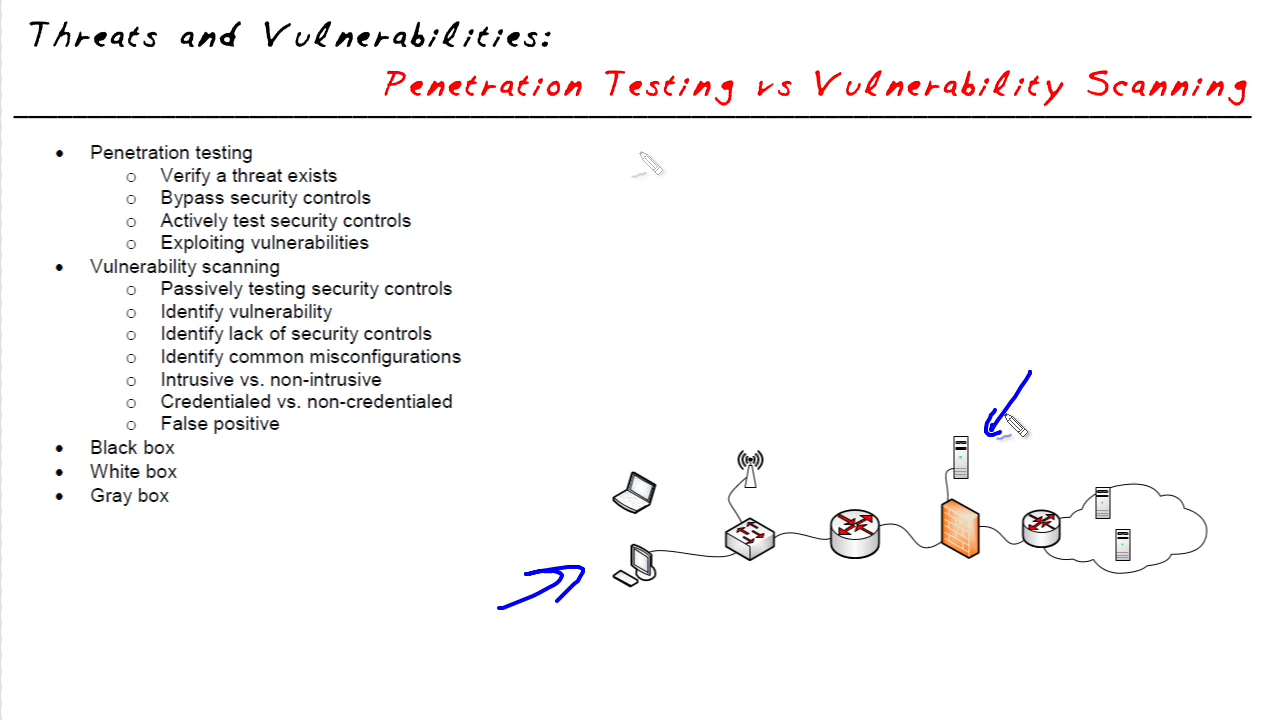 Threats and Vulnerabilities:
Penetration Testing vs Vulnerability Scanning
• Penetration testing
o Verify a threat exists
o Bypass security controls
o Actively test security controls
o Exploiting vulnerabilities
• Vulnerability scanning
o Passively testing security controls
o Identify vulnerability
o Identify lack of security controls
o Identify common misconfigurations
o Intrusive vs. non-intrusive
o Credentialed vs. non-credentialed
o False positive
• Black box
• White box
• Gray box